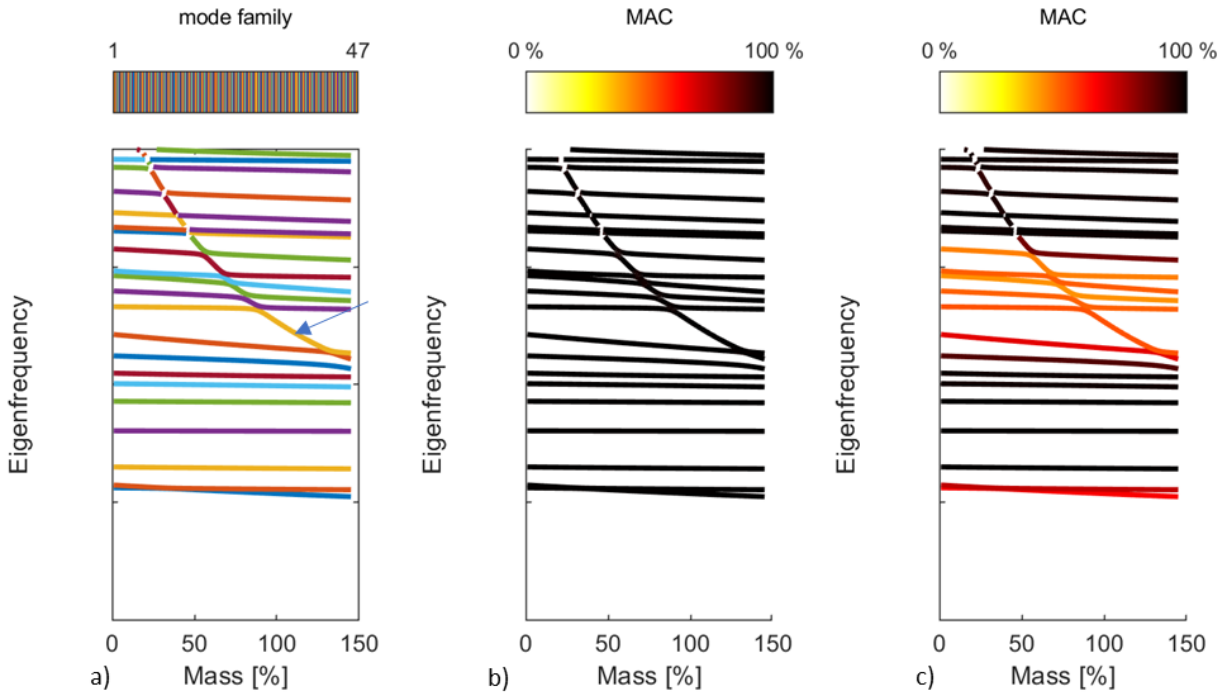 mode family
1 47
MAC
0 % 100 %
MAC
0 % 100 %
Eigenfrequency
0 50 100 150
Mass [%]
a)
Eigenfrequency
0 50 100 150
Mass [%]
b)
Eigenfrequency
0 50 100 150
Mass [%]
c)